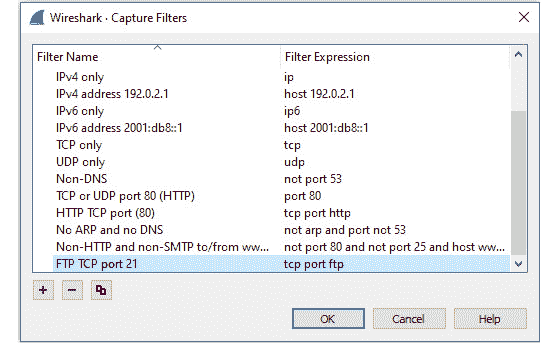 Wireshark · Capture Filters
Filter Name Filter Expression
IPv4 only ip
IPv4 address 192.0.2.1 host 192.0.2.1
IPv6 only ip6
IPv6 address 2001:db8::1 host 2001:db8::1
TCP only tcp
UDP only udp
Non-DNS not port 53
TCP or UDP port 80 (HTTP) port 80
HTTP TCP port (80) tcp port http
No ARP and no DNS not arp and port not 53
Non-HTTP and non-SMTP to/from ww... not port 80 and not port 25 and host ww...
FTP TCP port 21 tcp port ftp
OK Cancel Help